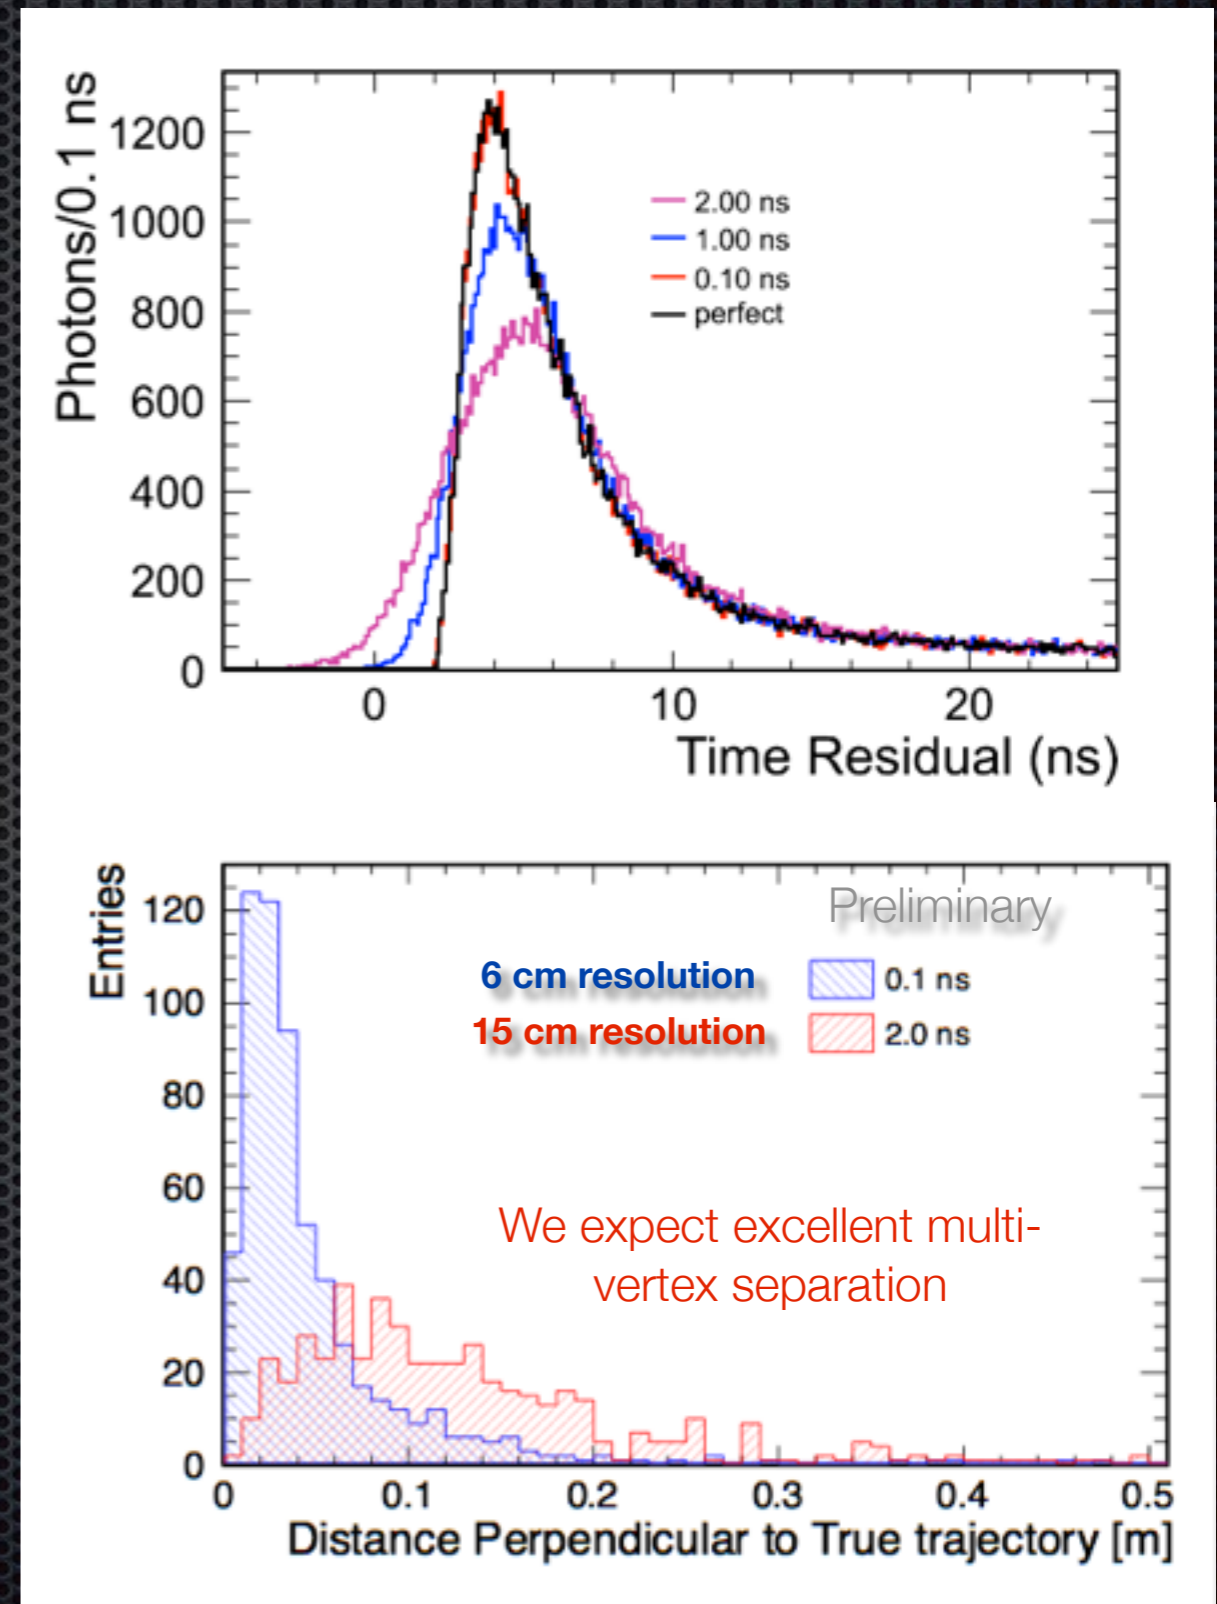 Photons/0.1 ns
1200
1000
800
600
400
200
0
2.00 ns
1.00 ns
0.10 ns
perfect
0 10 20
Time Residual (ns)
Entries
120
100
80
60
40
20
0
Preliminary
6 cm resolution 0.1 ns
15 cm resolution 2.0 ns
We expect excellent multi-
vertex separation
0 0.1 0.2 0.3 0.4 0.5
Distance Perpendicular to True trajectory [m]